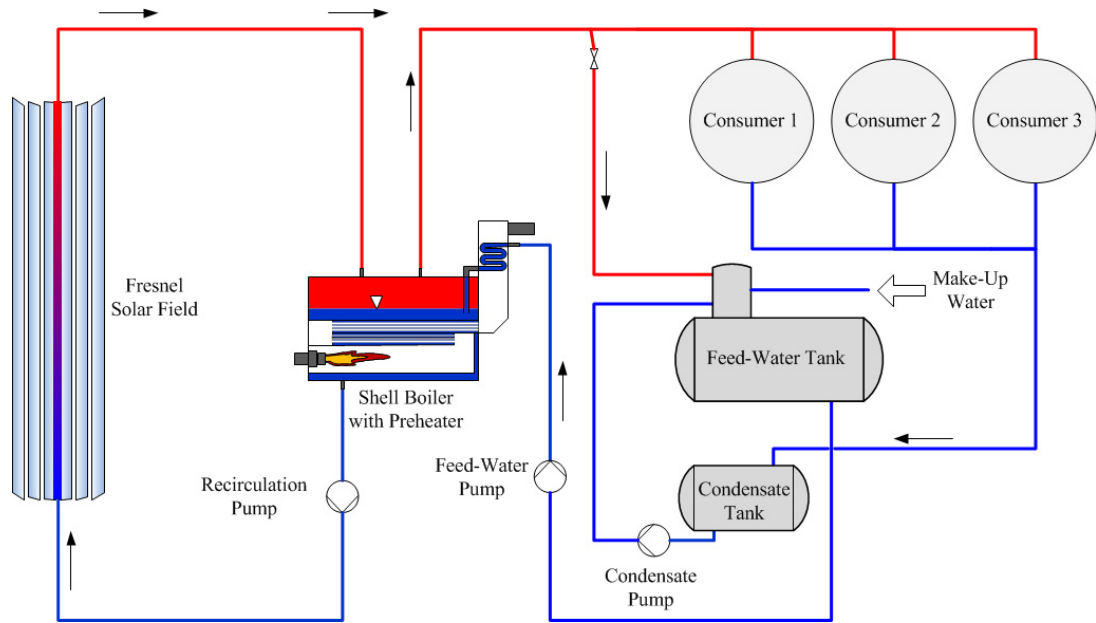 Consumer 1
Consumer 2
Consumer 3
Fresnel
Solar Field
Make-Up
Water
Feed-Water Tank
Shell Boiler
with Preheater
Recirculation
Pump
Feed-Water
Pump
Condensate
Tank
Condensate
Pump